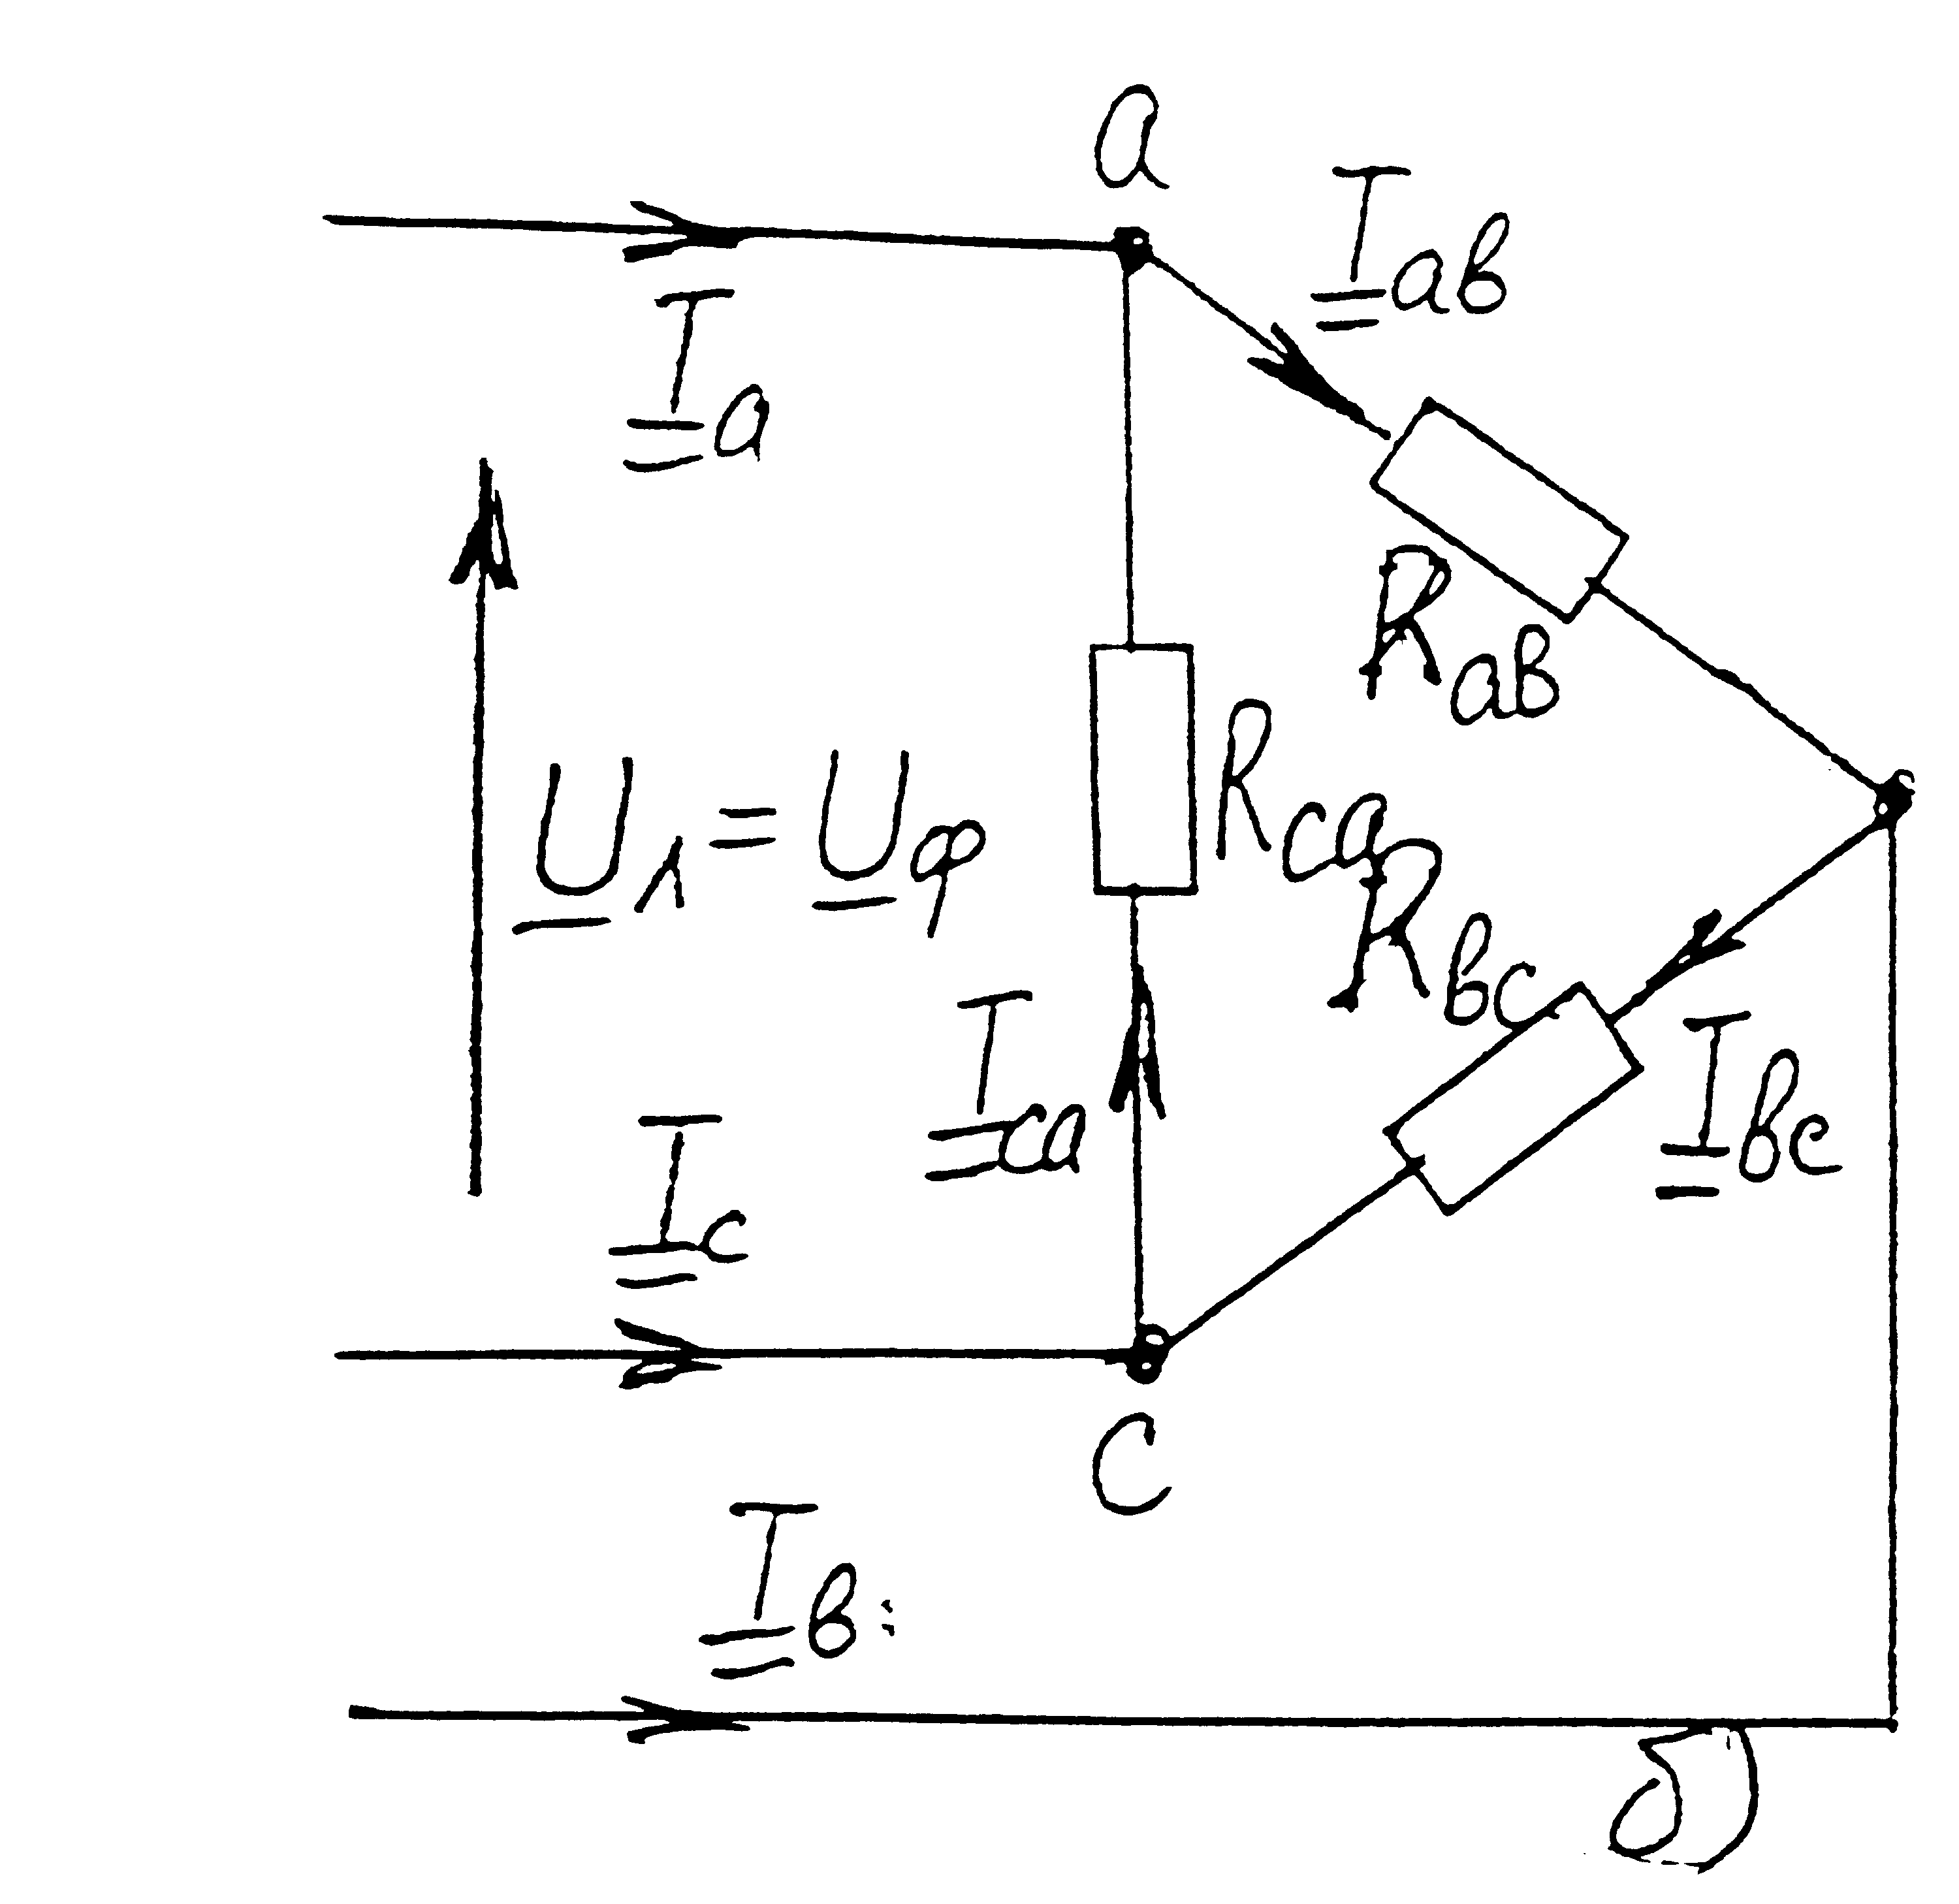 a
I_ab
I_a
R_ab
U_л = U_ф
R_ca
R_bc
I_ca
I_bc
I_c
c
I_b
б)